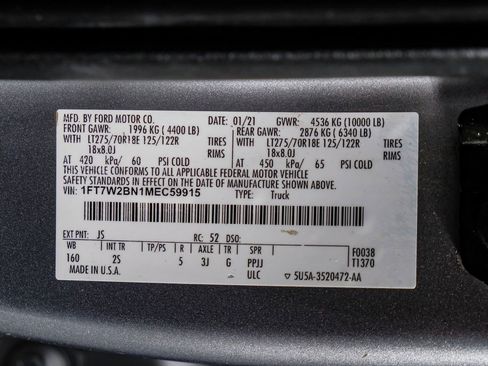 MFD. BY FORD MOTOR CO.
DATE: 01/21 GVWR: 4536 KG (10000 LB)
FRONT GAWR: 1996 KG (4400 LB) REAR GAWR: 2876 KG (6340 LB)
WITH LT275/70R18E 125/122R TIRES WITH LT275/70R18E 125/122R TIRES
18x8.0J RIMS 18x8.0J RIMS
AT 420 kPa/ 60 PSI COLD AT 450 kPa/ 65 PSI COLD
THIS VEHICLE CONFORMS TO ALL APPLICABLE FEDERAL MOTOR VEHICLE
SAFETY STANDARDS IN EFFECT ON THE DATE OF MANUFACTURE SHOWN ABOVE.
VIN: 1FT7W2BN1MEC59915 TYPE: Truck
EXT PNT: JS RC: 52 DSO:
WB INT TR TP/PS R AXLE TR SPR F0038
160 2S 5 3J G PPJJ T1370
MADE IN U.S.A. ULC 5U5A-3520472-AA